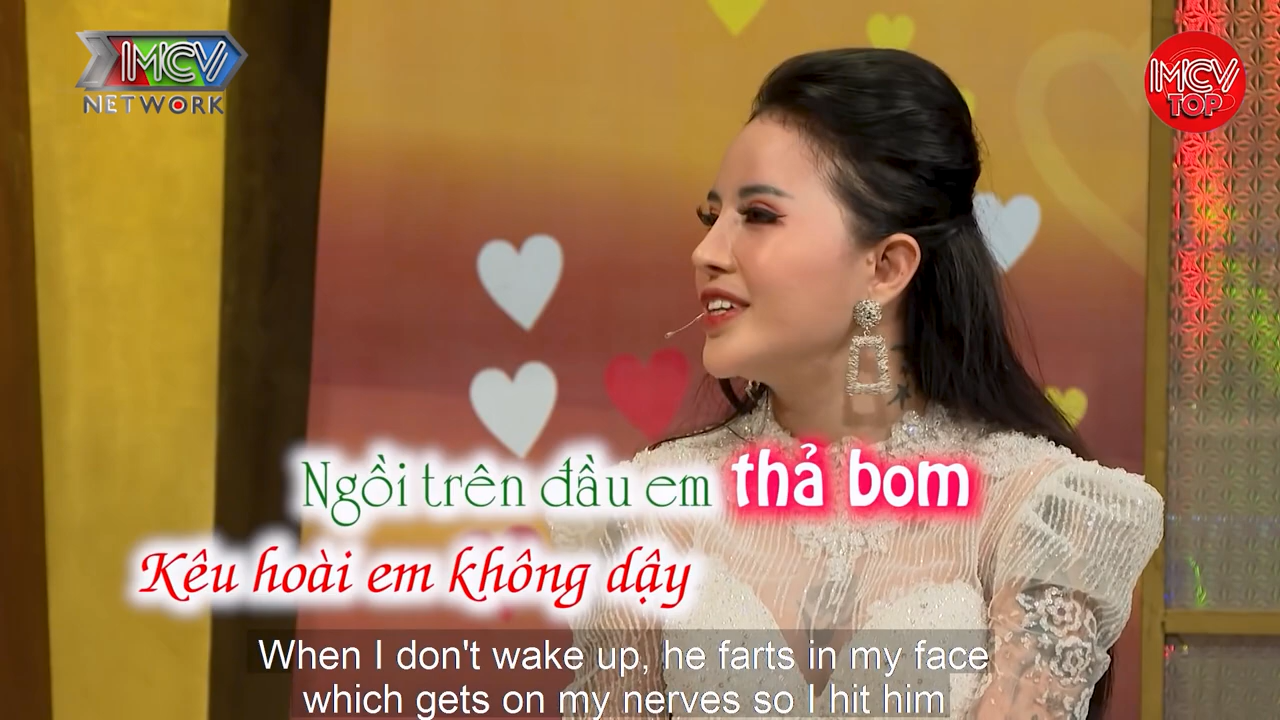 MCV
NETWORK
MCV
TOP
Ngồi trên đầu em thả bom
Kêu hoài em không dậy
When I don't wake up, he farts in my face
which gets on my nerves so I hit him